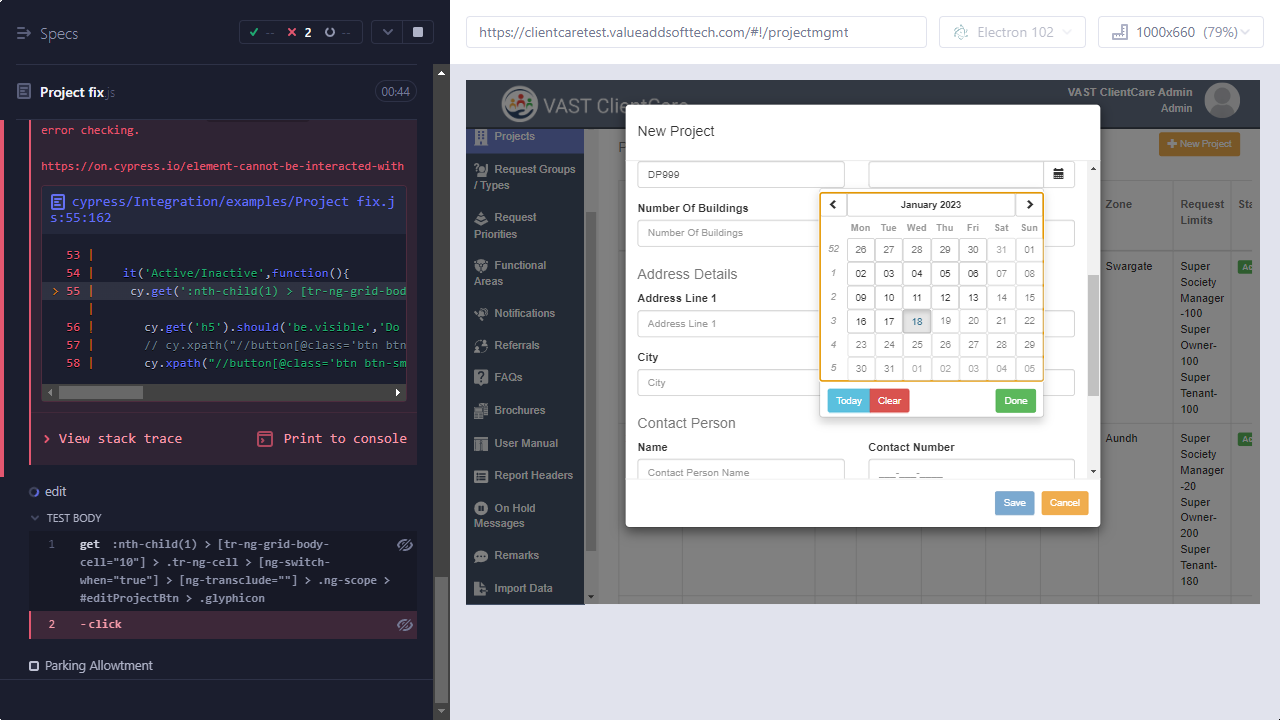 Specs
✓ -- ✕ 2 --
Project fix.js
00:44
error checking.
https://on.cypress.io/element-cannot-be-interacted-with
cypress/Integration/examples/Project fix.js:55:162
53 |
54 | it('Active/Inactive',function(){
> 55 | cy.get(':nth-child(1) > [tr-ng-grid-bod
|
56 | cy.get('h5').should('be.visible','Do
57 | // cy.xpath("//button[@class='btn btn
58 | cy.xpath("//button[@class='btn btn-sm
View stack trace
Print to console
edit
TEST BODY
1 get :nth-child(1) > [tr-ng-grid-body-
cell="10"] > .tr-ng-cell > [ng-switch-
when="true"] > [ng-transclude=""] > .ng-scope >
#editProjectBtn > .glyphicon
2 -click
Parking Allowtment
https://clientcaretest.valueaddsofttech.com/#!/projectmgmt
Electron 102
1000x660 (79%)
VAST ClientCare
VAST ClientCare Admin
Admin
Projects
Request Groups
/ Types
Request
Priorities
Functional
Areas
Notifications
Referrals
FAQs
Brochures
User Manual
Report Headers
On Hold
Messages
Remarks
Import Data
New Project
Zone
Request
Limits
Swargate
Super
Society
Manager
-100
Super
Owner-
100
Super
Tenant-
100
Aundh
Super
Society
Manager
-20
Super
Owner-
200
Super
Tenant-
180
New Project
DP999
Number Of Buildings
Number Of Buildings
Address Details
Address Line 1
Address Line 1
City
City
Contact Person
Name
Contact Person Name
Contact Number
___-___-____
January 2023
Mon Tue Wed Thu Fri Sat Sun
52 26 27 28 29 30 31 01
1 02 03 04 05 06 07 08
2 09 10 11 12 13 14 15
3 16 17 18 19 20 21 22
4 23 24 25 26 27 28 29
5 30 31 01 02 03 04 05
Today Clear Done
Save Cancel